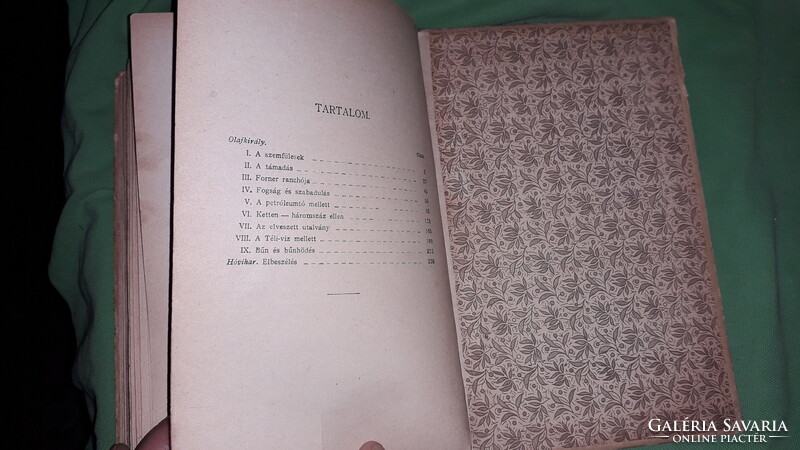 TARTALOM.
Olajkirály.
I. A szemfülesek
II. A támadás
III. Forner ranchója
IV. Fogság és szabadulás
V. A petróleumtó mellett
VI. Ketten — háromszáz ellen
VII. Az elveszett utalvány
VIII. A Téli-víz mellett
IX. Bűn és bűnhődés
Hóvihar. Elbeszélés
GALÉRIA SAVARIA
ONLINE PIACTÉR